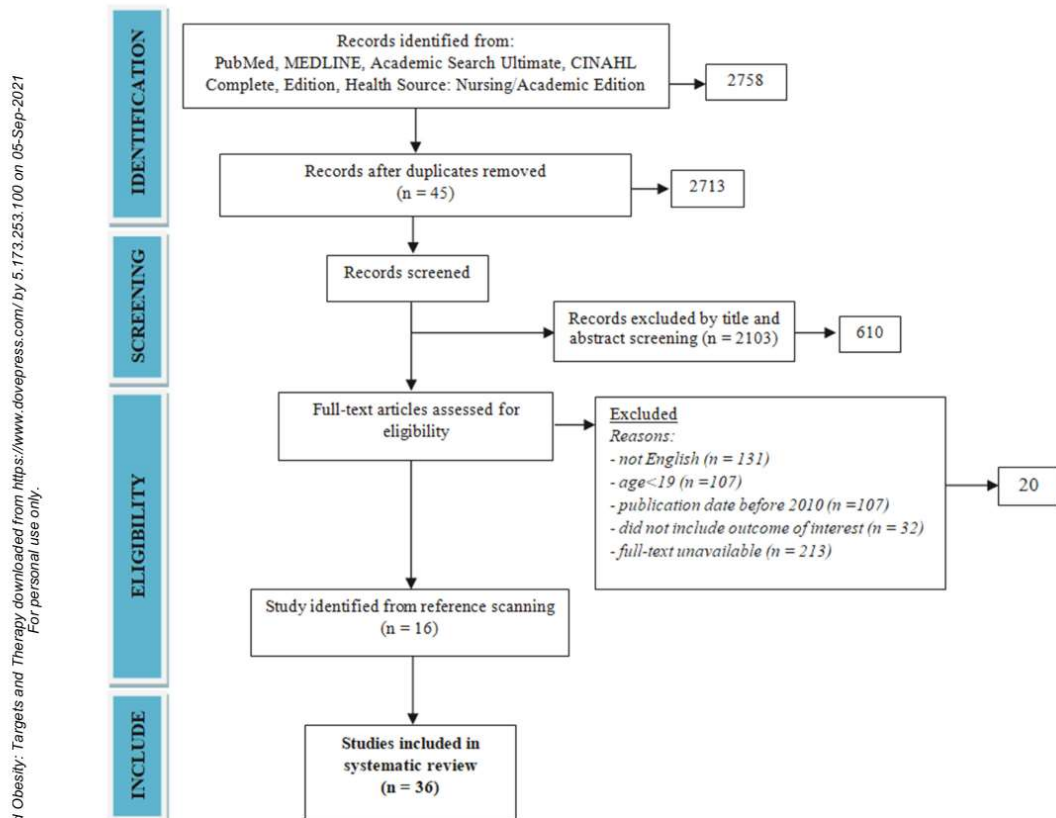 IDENTIFICATION
Records identified from:
PubMed, MEDLINE, Academic Search Ultimate, CINAHL
Complete, Edition, Health Source: Nursing/Academic Edition
2758
Records after duplicates removed
(n = 45)
2713
SCREENING
Records screened
Records excluded by title and
abstract screening (n = 2103)
610
ELIGIBILITY
Full-text articles assessed for
eligibility
Excluded
Reasons:
- not English (n = 131)
- age<19 (n =107)
- publication date before 2010 (n =107)
- did not include outcome of interest (n = 32)
- full-text unavailable (n = 213)
20
Study identified from reference scanning
(n = 16)
INCLUDE
Studies included in
systematic review
(n = 36)
Obesity: Targets and Therapy downloaded from https://www.dovepress.com/ by 5.173.253.100 on 05-Sep-2021
For personal use only.